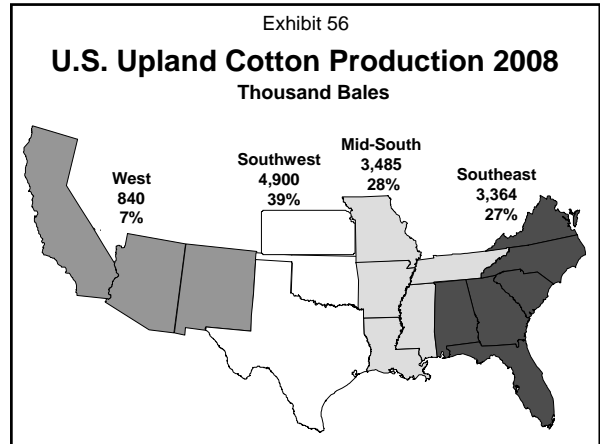 Exhibit 56
U.S. Upland Cotton Production 2008
Thousand Bales
West
840
7%
Southwest
4,900
39%
Mid-South
3,485
28%
Southeast
3,364
27%